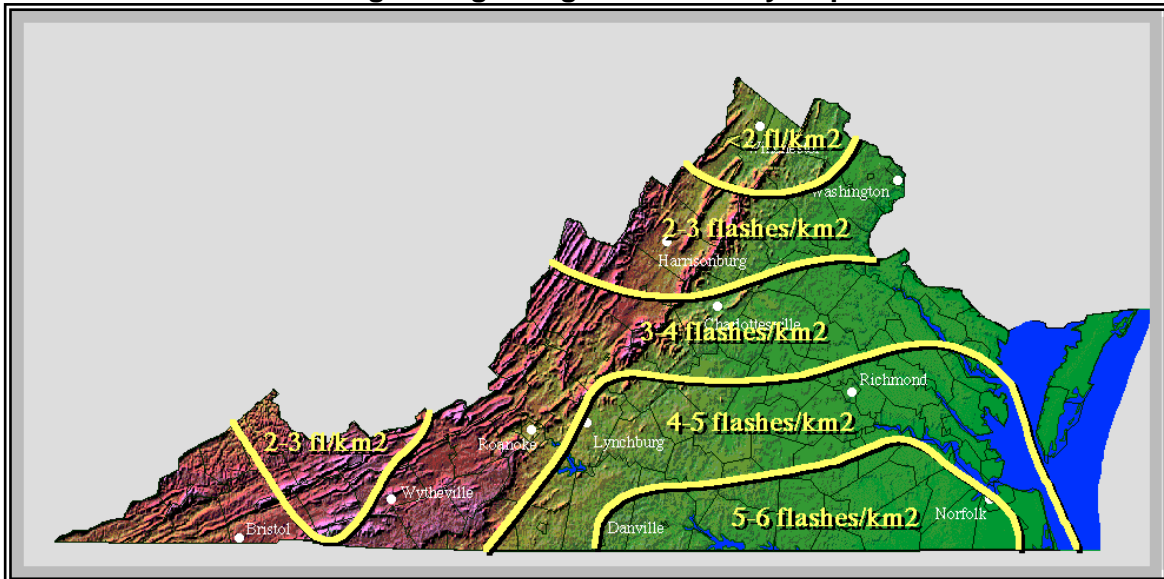 <2 fl/km2
Winchester
Washington
2-3 flashes/km2
Harrisonburg
Charlottesville
3-4 flashes/km2
Richmond
4-5 flashes/km2
Lynchburg
Roanoke
2-3 fl/km2
Wytheville
5-6 flashes/km2
Norfolk
Danville
Bristol